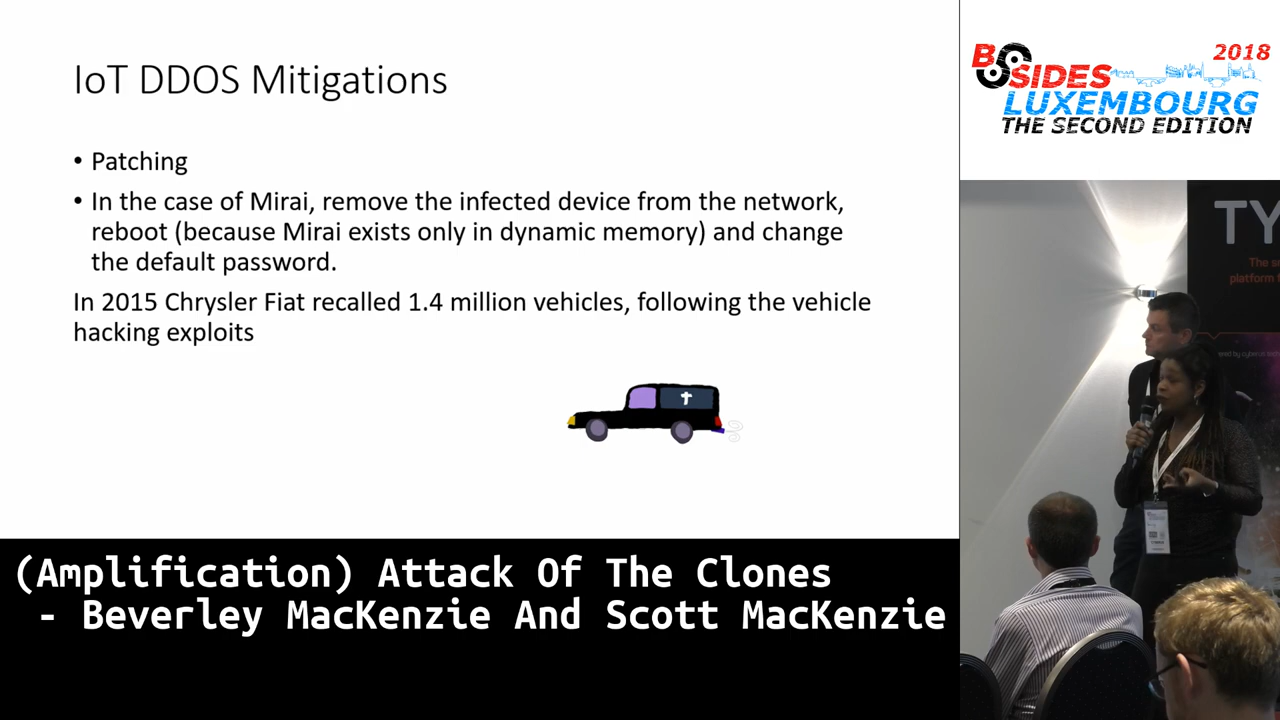 IoT DDOS Mitigations
• Patching
• In the case of Mirai, remove the infected device from the network,
reboot (because Mirai exists only in dynamic memory) and change
the default password.
In 2015 Chrysler Fiat recalled 1.4 million vehicles, following the vehicle
hacking exploits
(Amplification) Attack Of The Clones
- Beverley MacKenzie And Scott MacKenzie
2018
BSIDES
LUXEMBOURG
THE SECOND EDITION
TY
The se
platform f